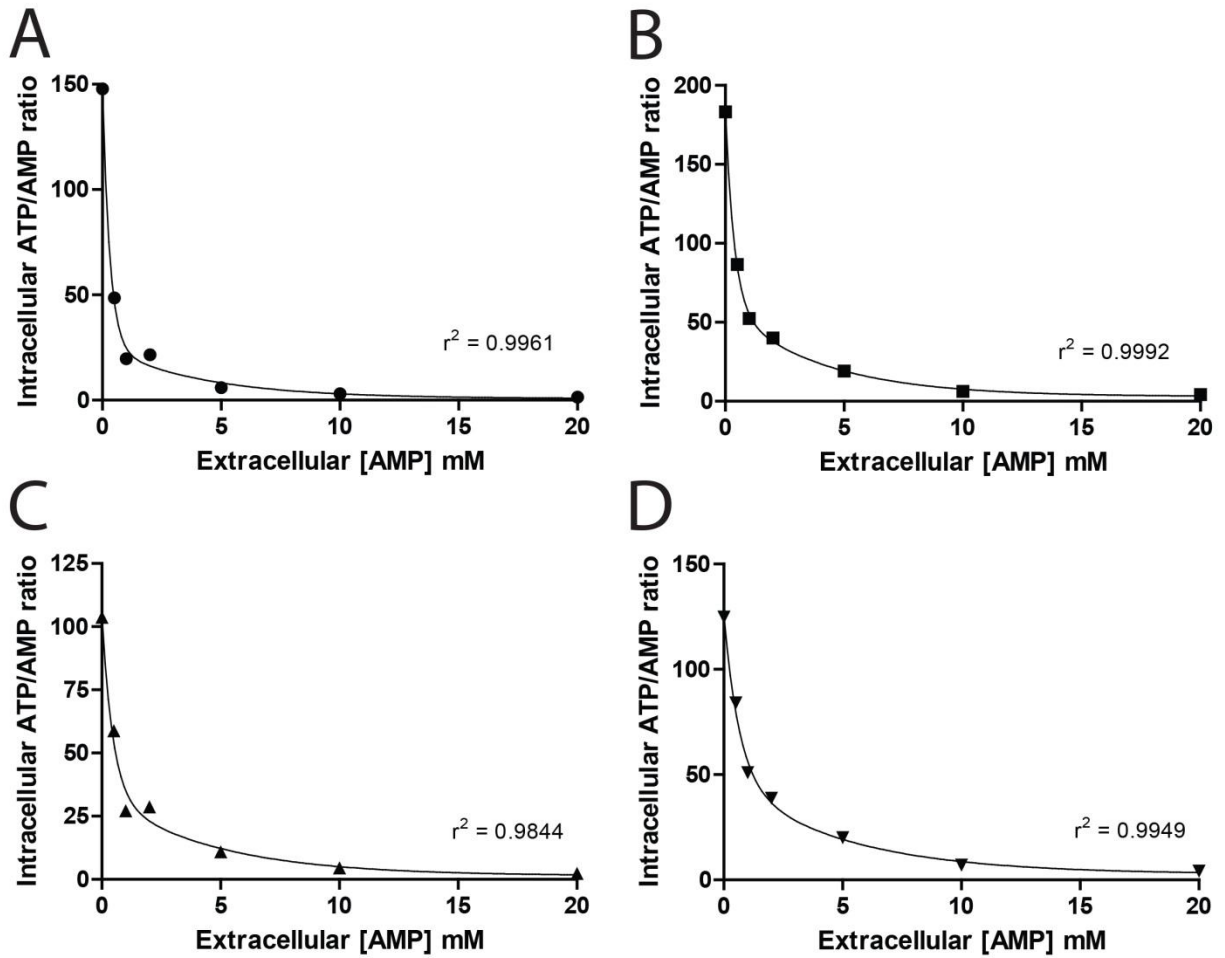 A
Intracellular ATP/AMP ratio
150
100
50
0
r² = 0.9961
0 5 10 15 20
Extracellular [AMP] mM
B
Intracellular ATP/AMP ratio
200
150
100
50
0
r² = 0.9992
0 5 10 15 20
Extracellular [AMP] mM
C
Intracellular ATP/AMP ratio
125
100
75
50
25
0
r² = 0.9844
0 5 10 15 20
Extracellular [AMP] mM
D
Intracellular ATP/AMP ratio
150
100
50
0
r² = 0.9949
0 5 10 15 20
Extracellular [AMP] mM